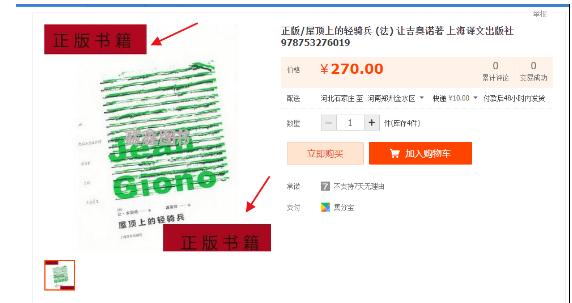 举报
正版书籍
正版/屋顶上的轻骑兵 (法) 让吉奥诺著 上海译文出版社
978753276019
价格 ￥270.00
0 0
累计评论 交易成功
配送 河北石家庄 至 河南郑州金水区 快递 ¥10.00 付款后48小时内发货
数量 1 + 件(库存4件)
立即购买 加入购物车
承诺 7 不支持7天无理由
支付
Jean
Giono
屋顶上的轻骑兵
正版书籍